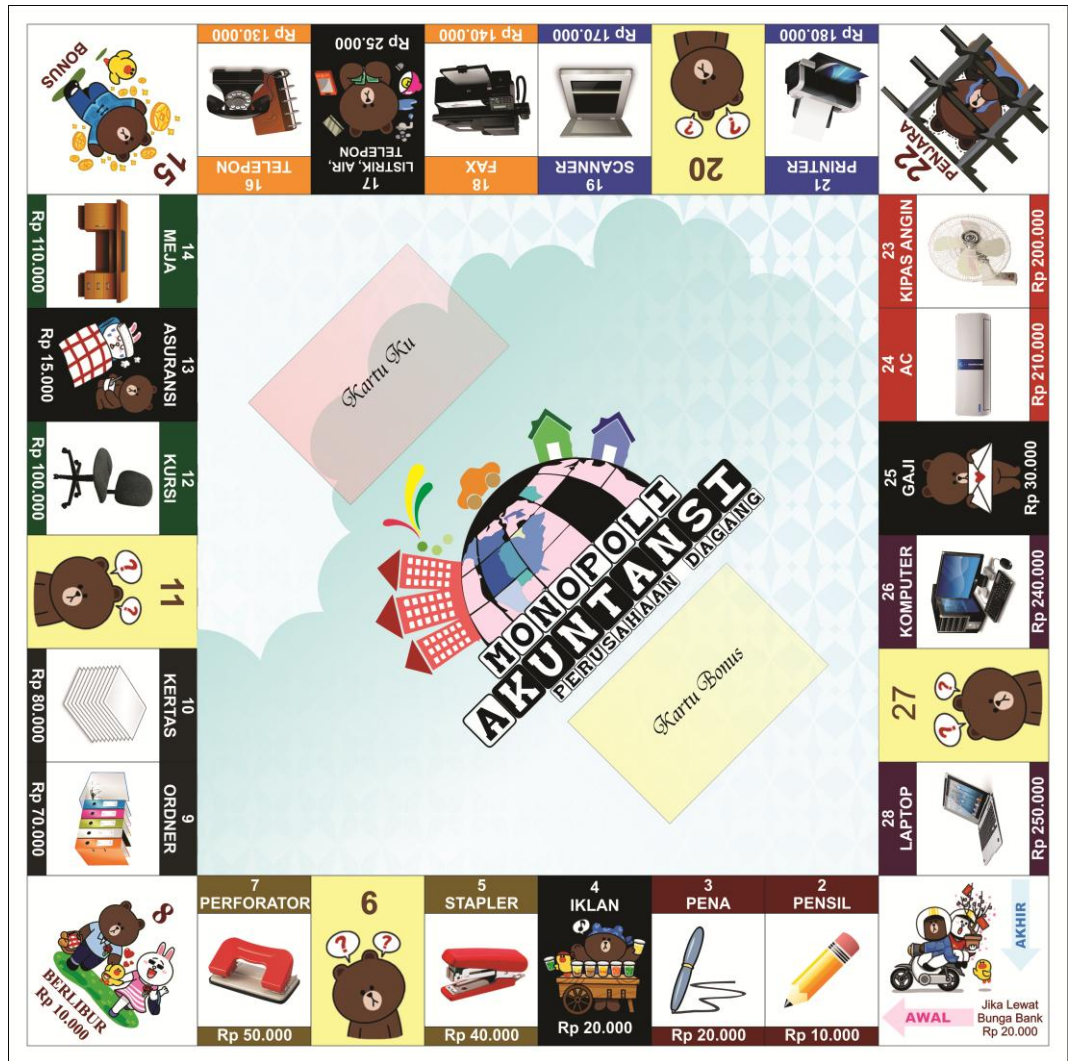 BONUS
15
Rp 130.000
16
TELEPON
Rp 25.000
17
LISTRIK, AIR,
TELEPON
Rp 140.000
18
FAX
Rp 170.000
19
SCANNER
? ?
20
Rp 180.000
21
PRINTER
22
PENJARA
14
MEJA
Rp 110.000
13
ASURANSI
Rp 15.000
12
KURSI
Rp 100.000
11
? ?
10
KERTAS
Rp 80.000
9
ORDNER
Rp 70.000
Kartu Ku
MONOPOLI
AKUNTANSI
PERUSAHAAN DAGANG
Kartu Bonus
23
KIPAS ANGIN
Rp 200.000
24
AC
Rp 210.000
25
GAJI
Rp 30.000
26
KOMPUTER
Rp 240.000
27
? ?
28
LAPTOP
Rp 250.000
8
BERLIBUR
Rp 10.000
7
PERFORATOR
Rp 50.000
6
? ?
5
STAPLER
Rp 40.000
4
IKLAN
Rp 20.000
3
PENA
Rp 20.000
2
PENSIL
Rp 10.000
AKHIR
AWAL
Jika Lewat
Bunga Bank
Rp 20.000